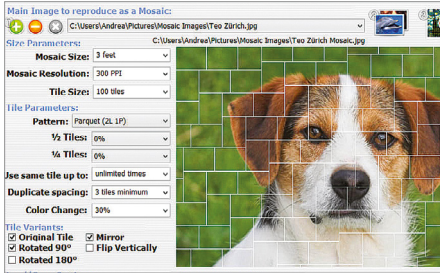 Main Image to reproduce as a Mosaic:
C:\Users\Andrea\Pictures\Mosaic Images\Teo Zürich.jpg
Size Parameters:
C:\Users\Andrea\Pictures\Mosaic Images\Teo Zürich Mosaic.jpg
Mosaic Size: 3 feet
Mosaic Resolution: 300 PPI
Tile Size: 100 tiles
Tile Parameters:
Pattern: Parquet (2L 1P)
½ Tiles: 0%
¼ Tiles: 0%
Use same tile up to: unlimited times
Duplicate spacing: 3 tiles minimum
Color Change: 30%
Tile Variants:
Original Tile Mirror
Rotated 90° Flip Vertically
Rotated 180°